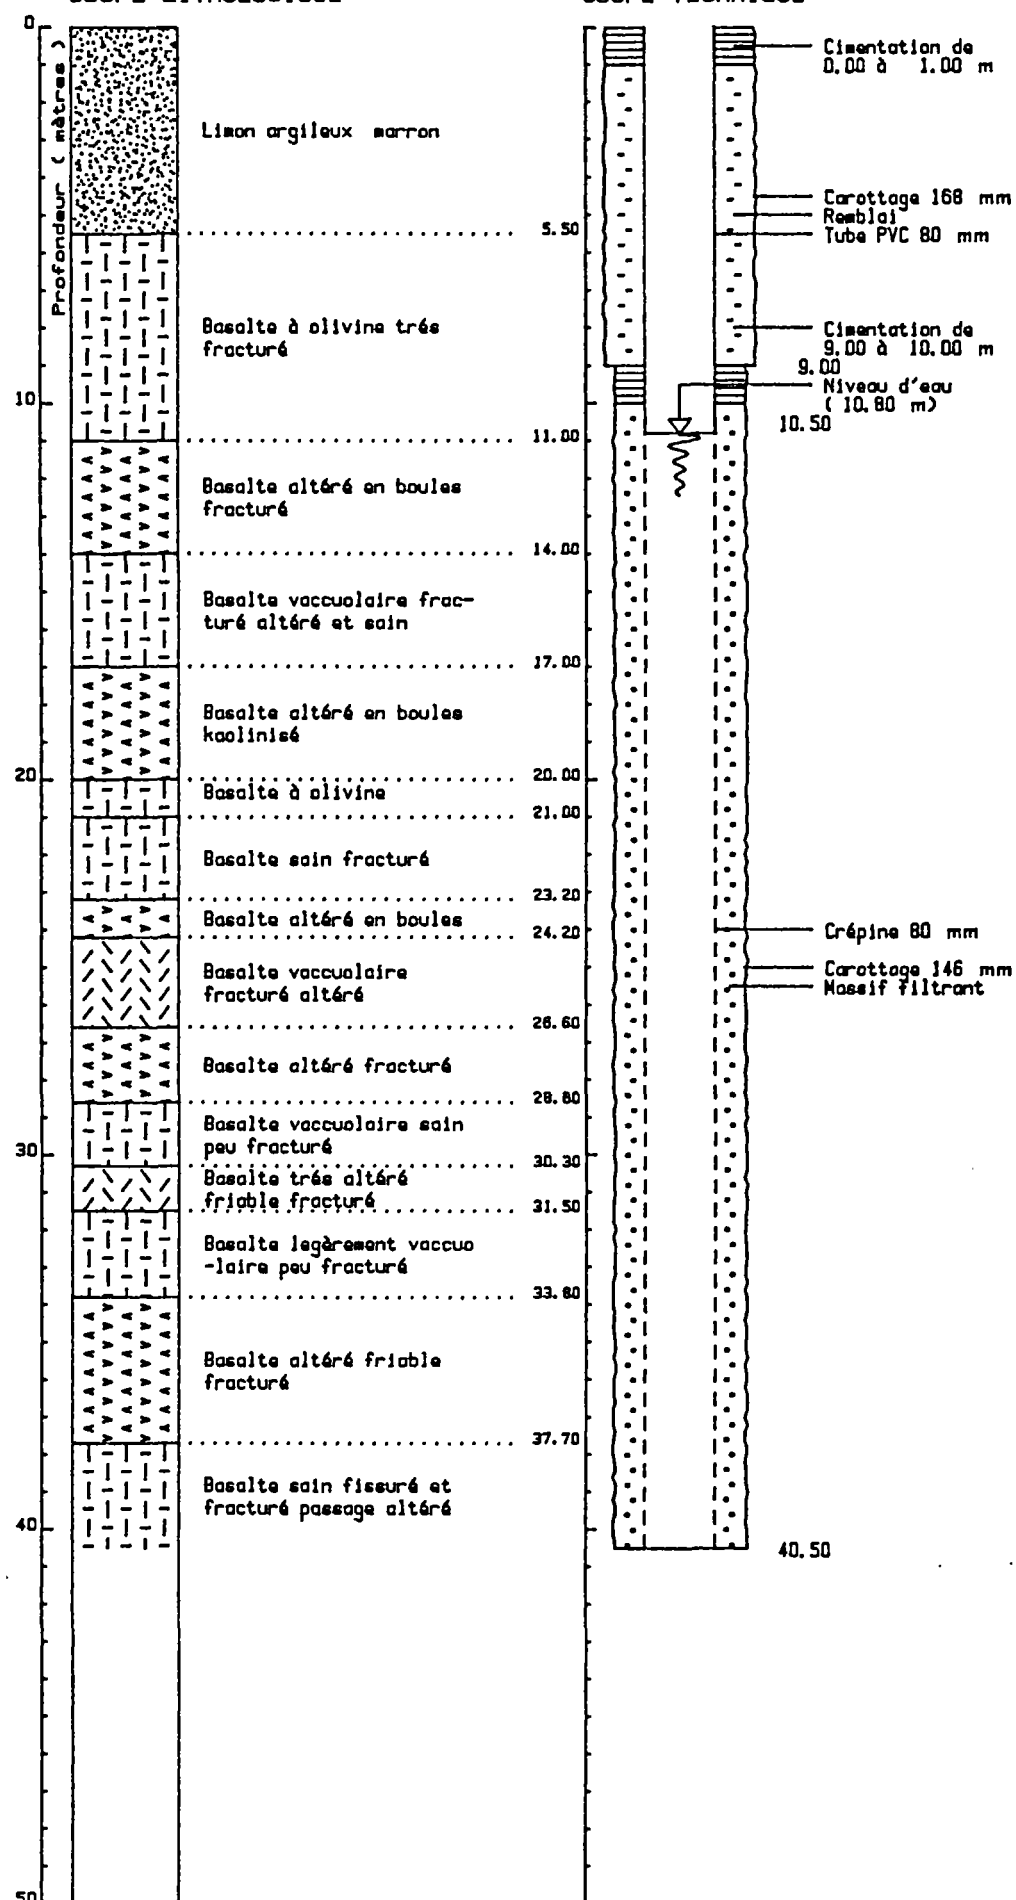 0
Profondeur ( mètres )
Limon argileux marron
5.50
Basalte à olivine trés
fracturé
10
11.00
Basalte altéré en boules
fracturé
14.00
Basalte vaccuolaire frac-
turé altéré et sain
17.00
Basalte altéré en boules
kaolinisé
20
20.00
Basalte à olivine
21.00
Basalte sain fracturé
23.20
Basalte altéré en boules
24.20
Basalte vaccuolaire
fracturé altéré
26.60
Basalte altéré fracturé
28.60
Basalte vaccuolaire sain
peu fracturé
30
30.30
Basalte trés altéré
friable fracturé
31.50
Basalte legèrement vaccuo
-laire peu fracturé
33.80
Basalte altéré friable
fracturé
37.70
Basalte sain fissuré et
fracturé passage altéré
40
50
Cimentation de
0.00 à 1.00 m
Carottage 168 mm
Remblai
Tube PVC 80 mm
Cimentation de
9.00 à 10.00 m
9.00
Niveau d'eau
( 10.80 m)
10.50
Crépine 80 mm
Carottage 146 mm
Massif filtrant
40.50